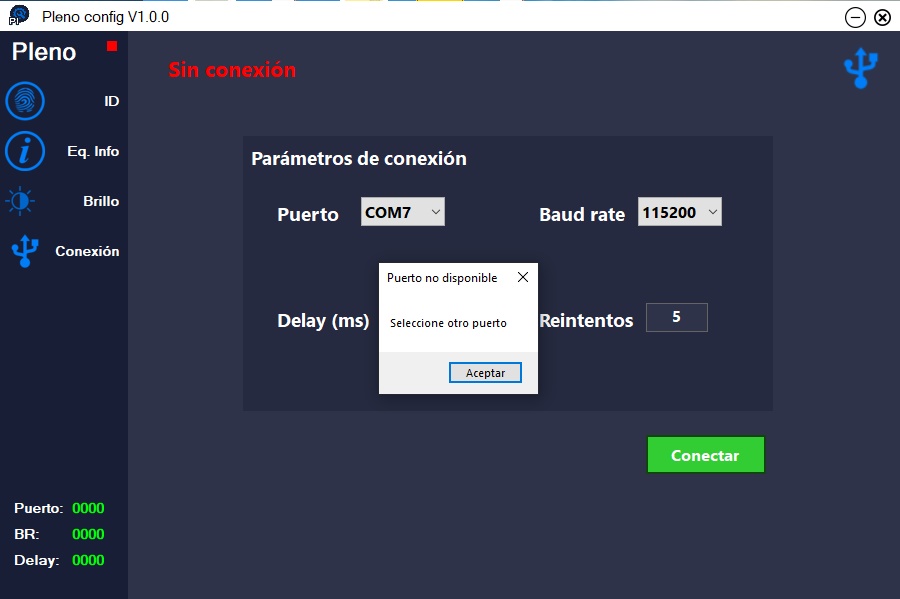 Pleno config V1.0.0
Pleno
Sin conexión
ID
Eq. Info
Brillo
Conexión
Parámetros de conexión
Puerto COM7 Baud rate 115200
Puerto no disponible
Seleccione otro puerto
Aceptar
Delay (ms) Reintentos 5
Conectar
Puerto: 0000
BR: 0000
Delay: 0000